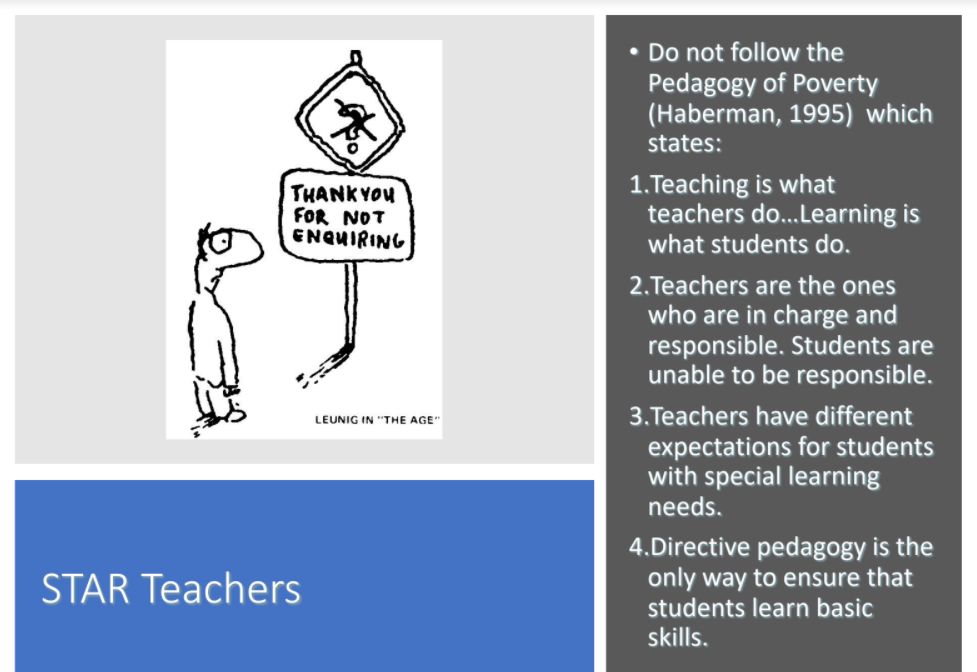 THANKYOU
FOR NOT
ENQUIRING
LEUNIG IN "THE AGE"
STAR Teachers
• Do not follow the
Pedagogy of Poverty
(Haberman, 1995)  which
states:
1.Teaching is what
teachers do...Learning is
what students do.
2.Teachers are the ones
who are in charge and
responsible. Students are
unable to be responsible.
3.Teachers have different
expectations for students
with special learning
needs.
4.Directive pedagogy is the
only way to ensure that
students learn basic
skills.